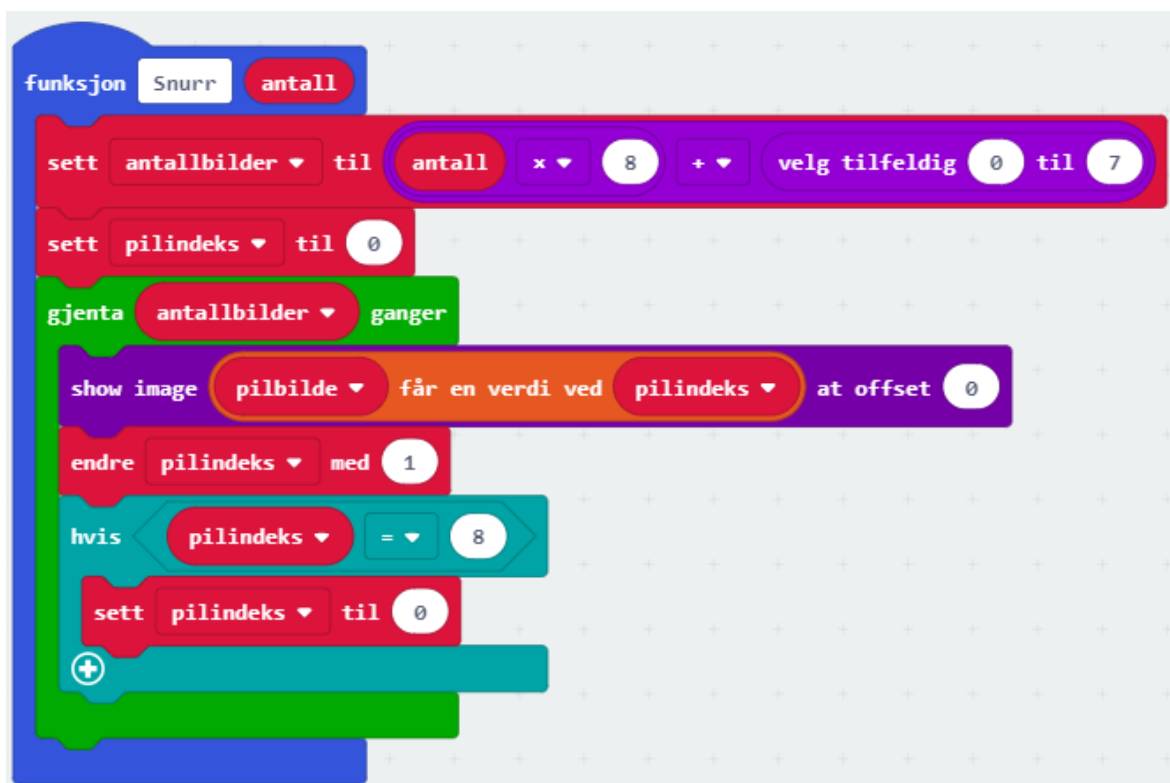 funksjon Snurr antall
sett antallbilder til antall x 8 + velg tilfeldig 0 til 7
sett pilindeks til 0
gjenta antallbilder ganger
show image pilbilde får en verdi ved pilindeks at offset 0
endre pilindeks med 1
hvis pilindeks = 8
sett pilindeks til 0